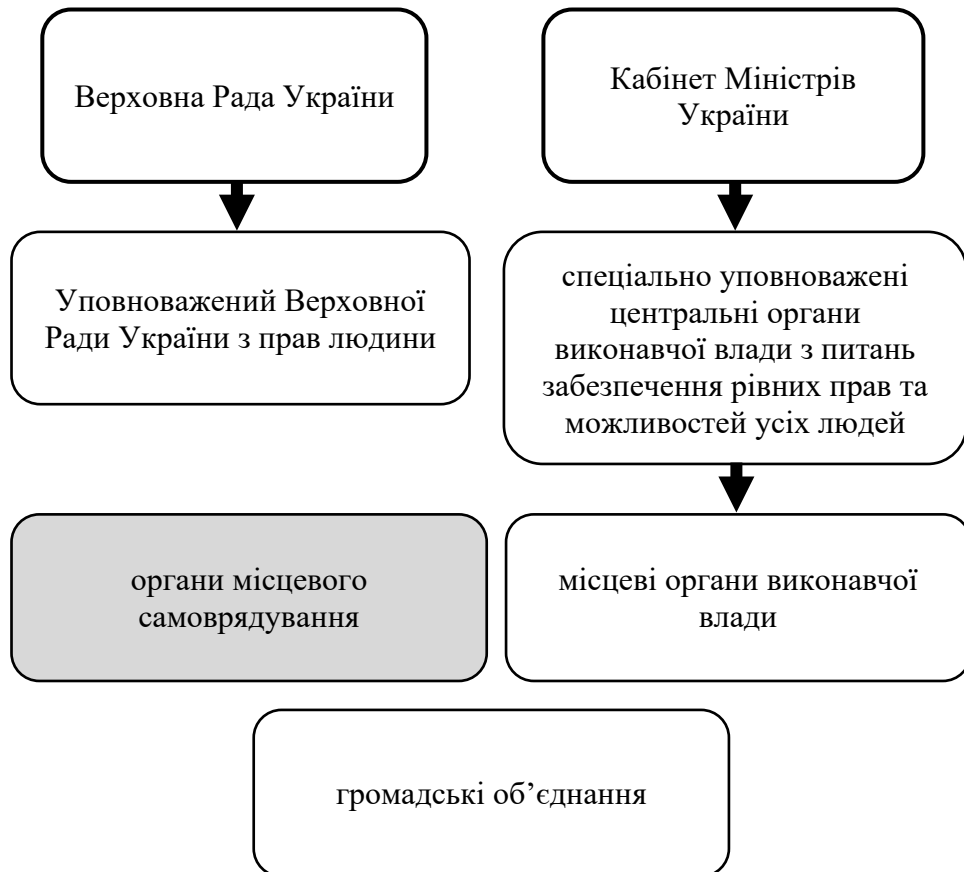 Верховна Рада України
Кабінет Міністрів
України
Уповноважений Верховної
Ради України з прав людини
спеціально уповноважені
центральні органи
виконавчої влади з питань
забезпечення рівних прав та
можливостей усіх людей
органи місцевого
самоврядування
місцеві органи виконавчої
влади
громадські об’єднання